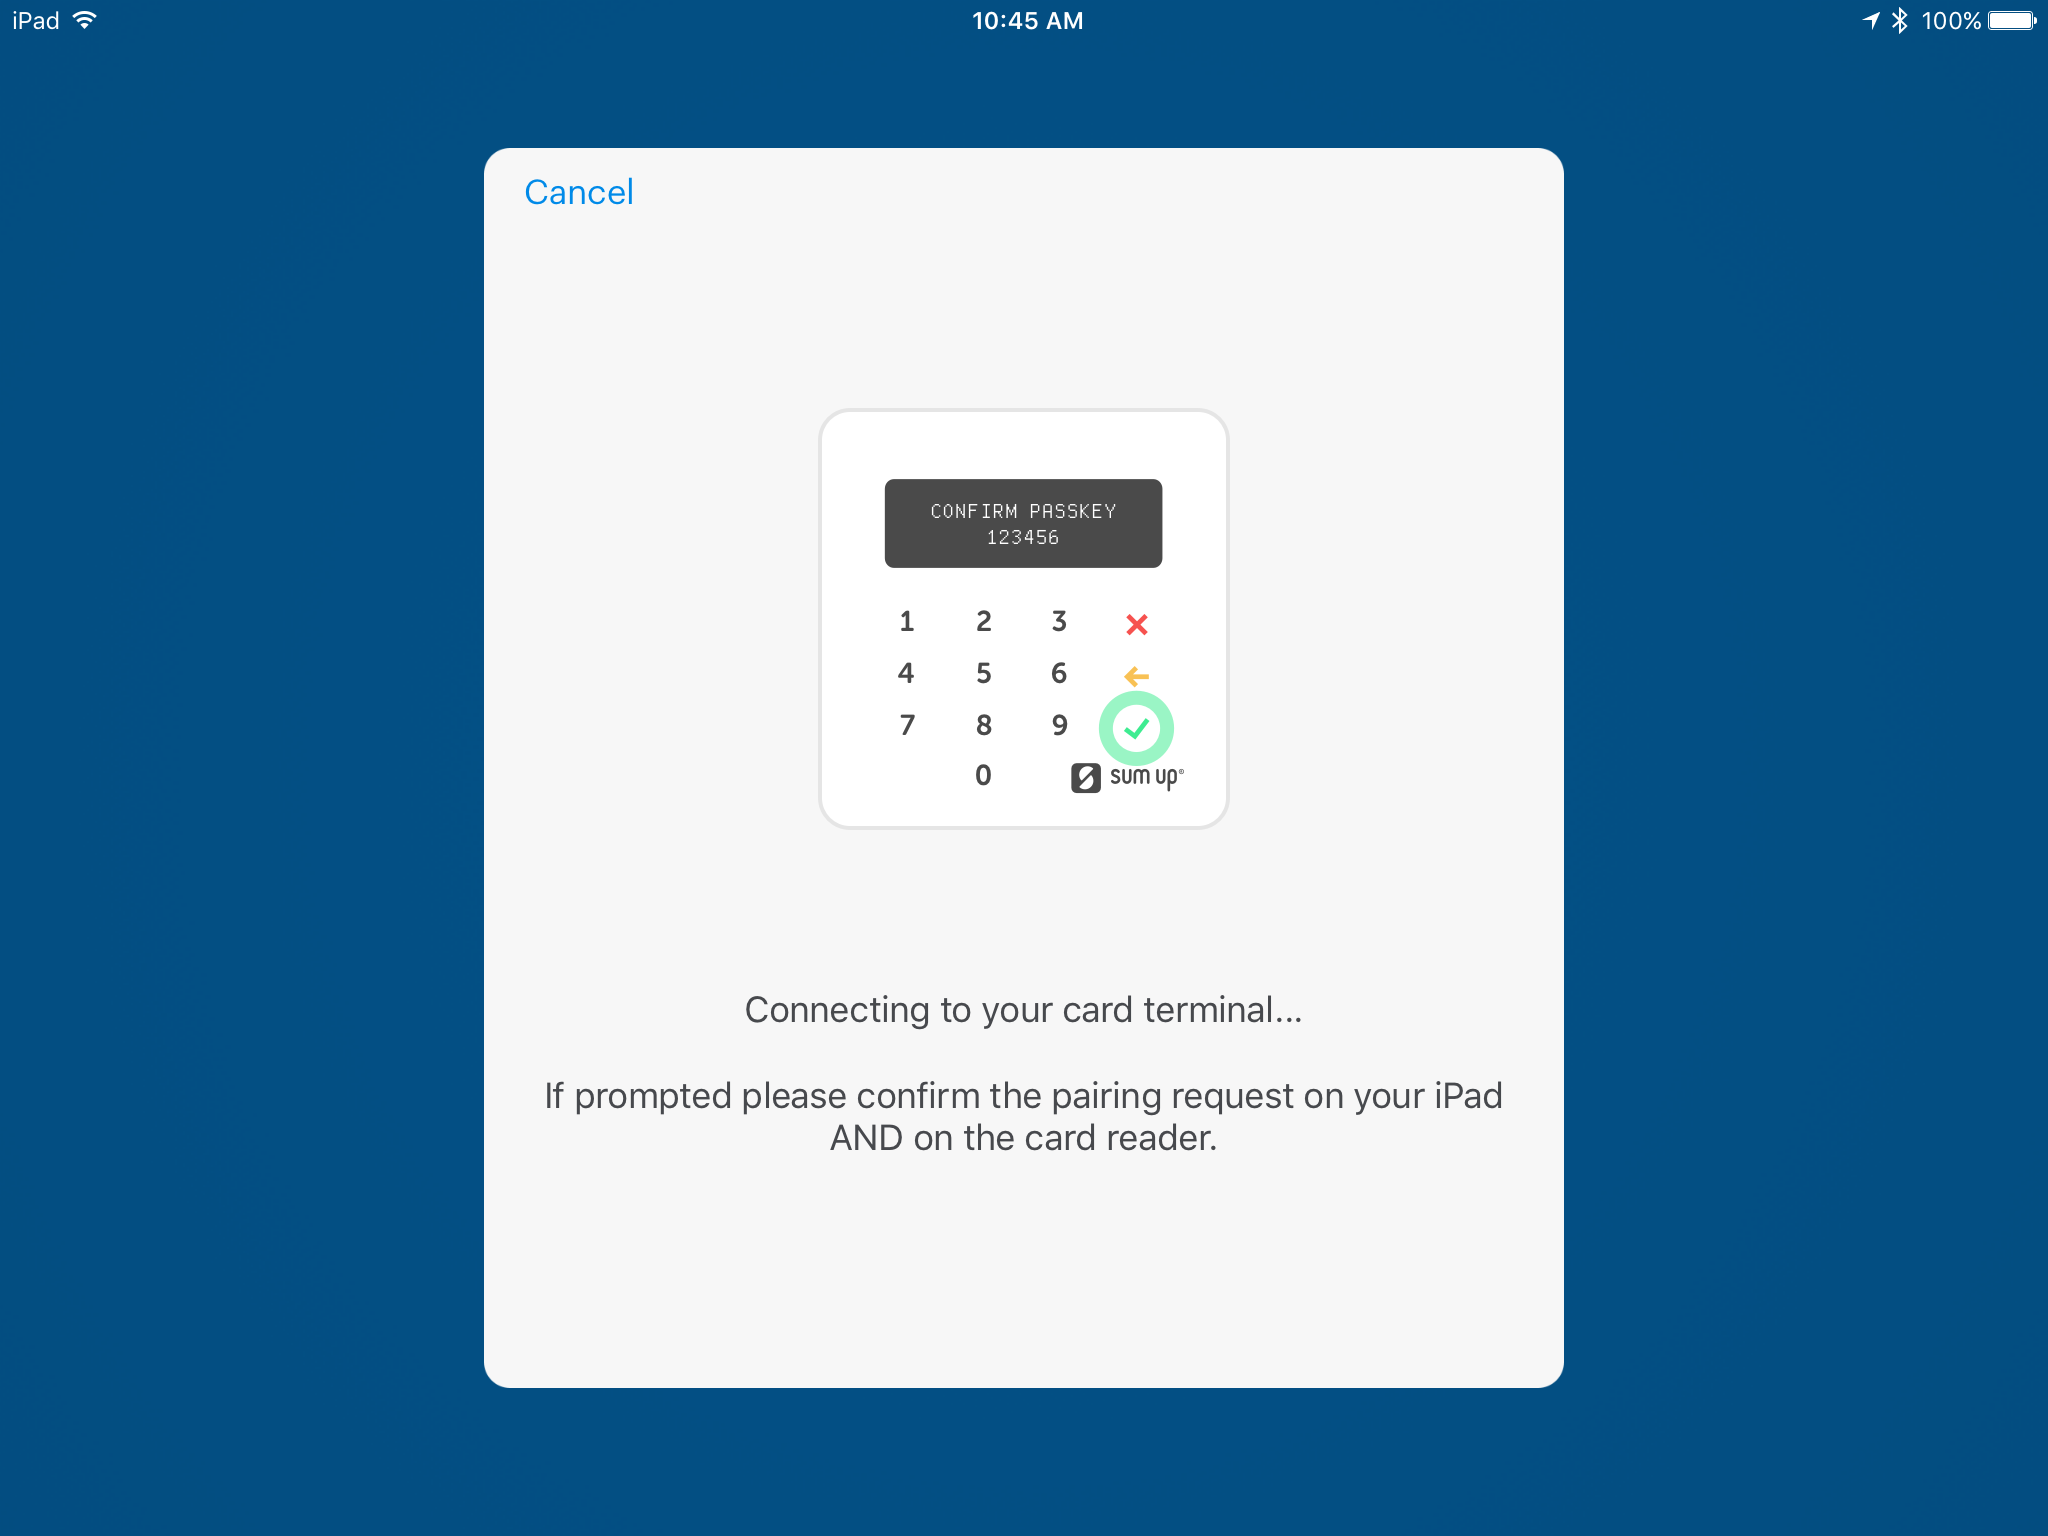 iPad 10:45 AM 100%
Cancel
CONFIRM PASSKEY
123456
1 2 3
4 5 6
7 8 9
0 sum up®
Connecting to your card terminal...
If prompted please confirm the pairing request on your iPad
AND on the card reader.